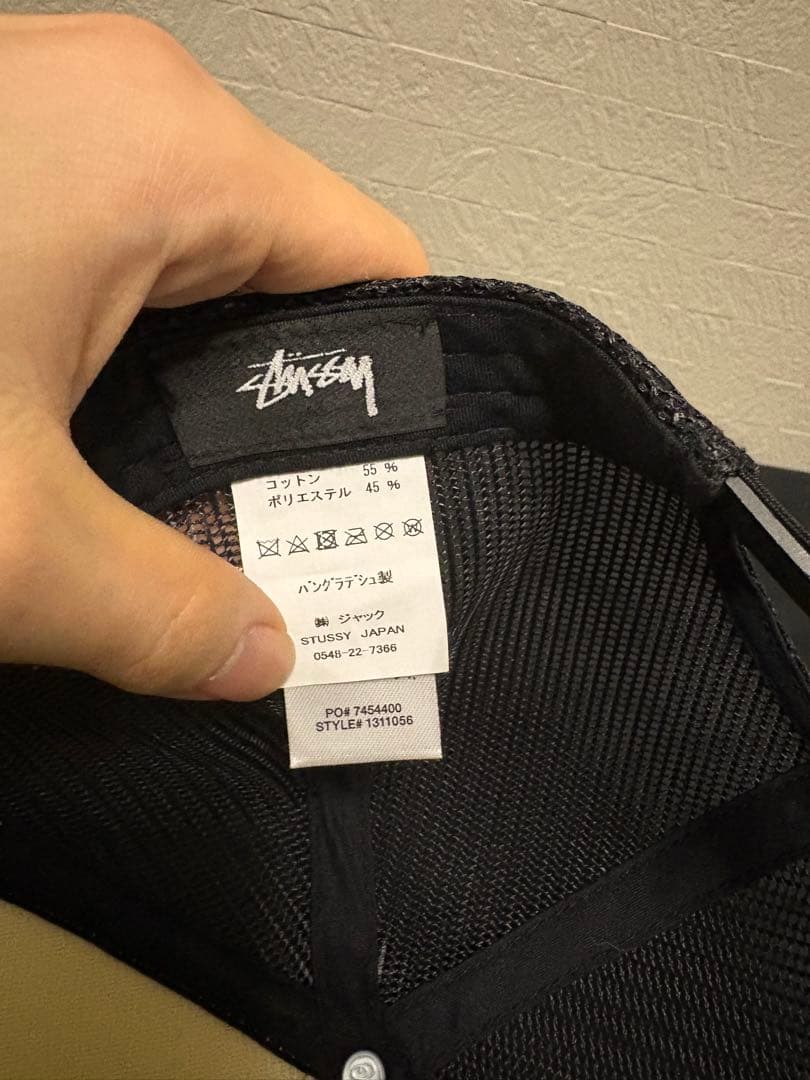 Stüssy
コットン 55 %
ポリエステル 45 %
バングラデシュ製
㈱ ジャック
STUSSY JAPAN
0548-22-7366
PO# 7454400
STYLE# 1311056